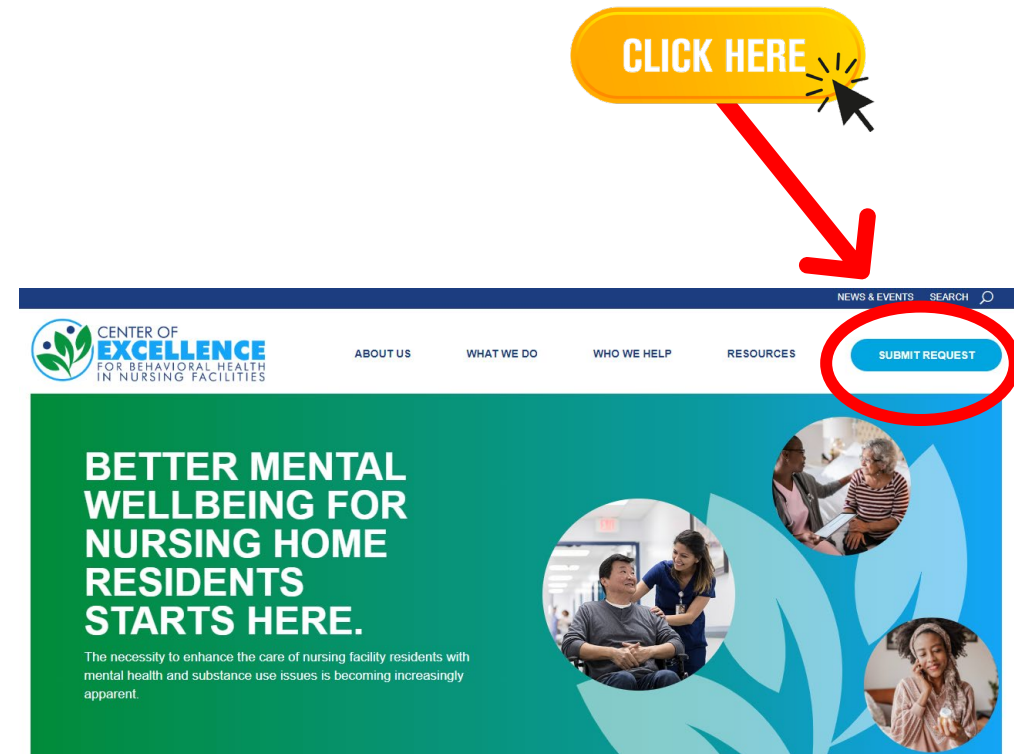 CLICK HERE
NEWS & EVENTS SEARCH
CENTER OF
EXCELLENCE
FOR BEHAVIORAL HEALTH
IN NURSING FACILITIES
ABOUT US WHAT WE DO WHO WE HELP RESOURCES SUBMIT REQUEST
BETTER MENTAL
WELLBEING FOR
NURSING HOME
RESIDENTS
STARTS HERE.
The necessity to enhance the care of nursing facility residents with
mental health and substance use issues is becoming increasingly
apparent.